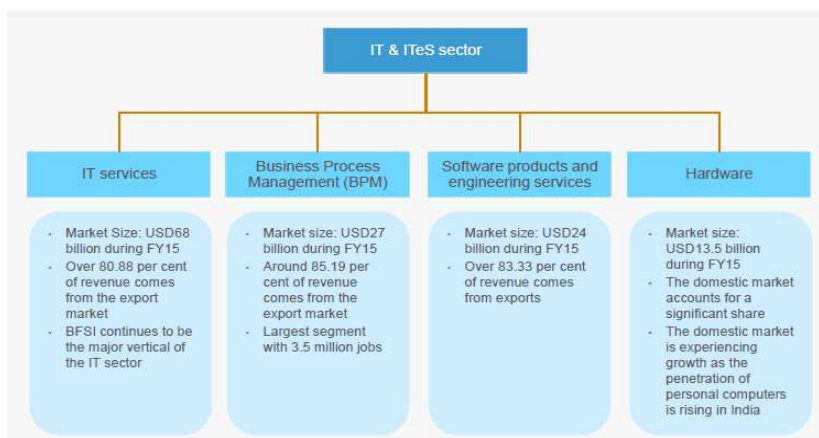 IT & ITeS sector
IT services
Business Process
Management (BPM)
Software products and
engineering services
Hardware
· Market Size: USD68
billion during FY15
· Over 80.88 per cent
of revenue comes
from the export
market
· BFSI continues to be
the major vertical of
the IT sector
· Market size: USD27
billion during FY15
· Around 85.19 per
cent of revenue
comes from the
export market
· Largest segment
with 3.5 million jobs
· Market size: USD24
billion during FY15
· Over 83.33 per cent
of revenue comes
from exports
· Market size:
USD13.5 billion
during FY15
· The domestic market
accounts for a
significant share
· The domestic market
is experiencing
growth as the
penetration of
personal computers
is rising in India